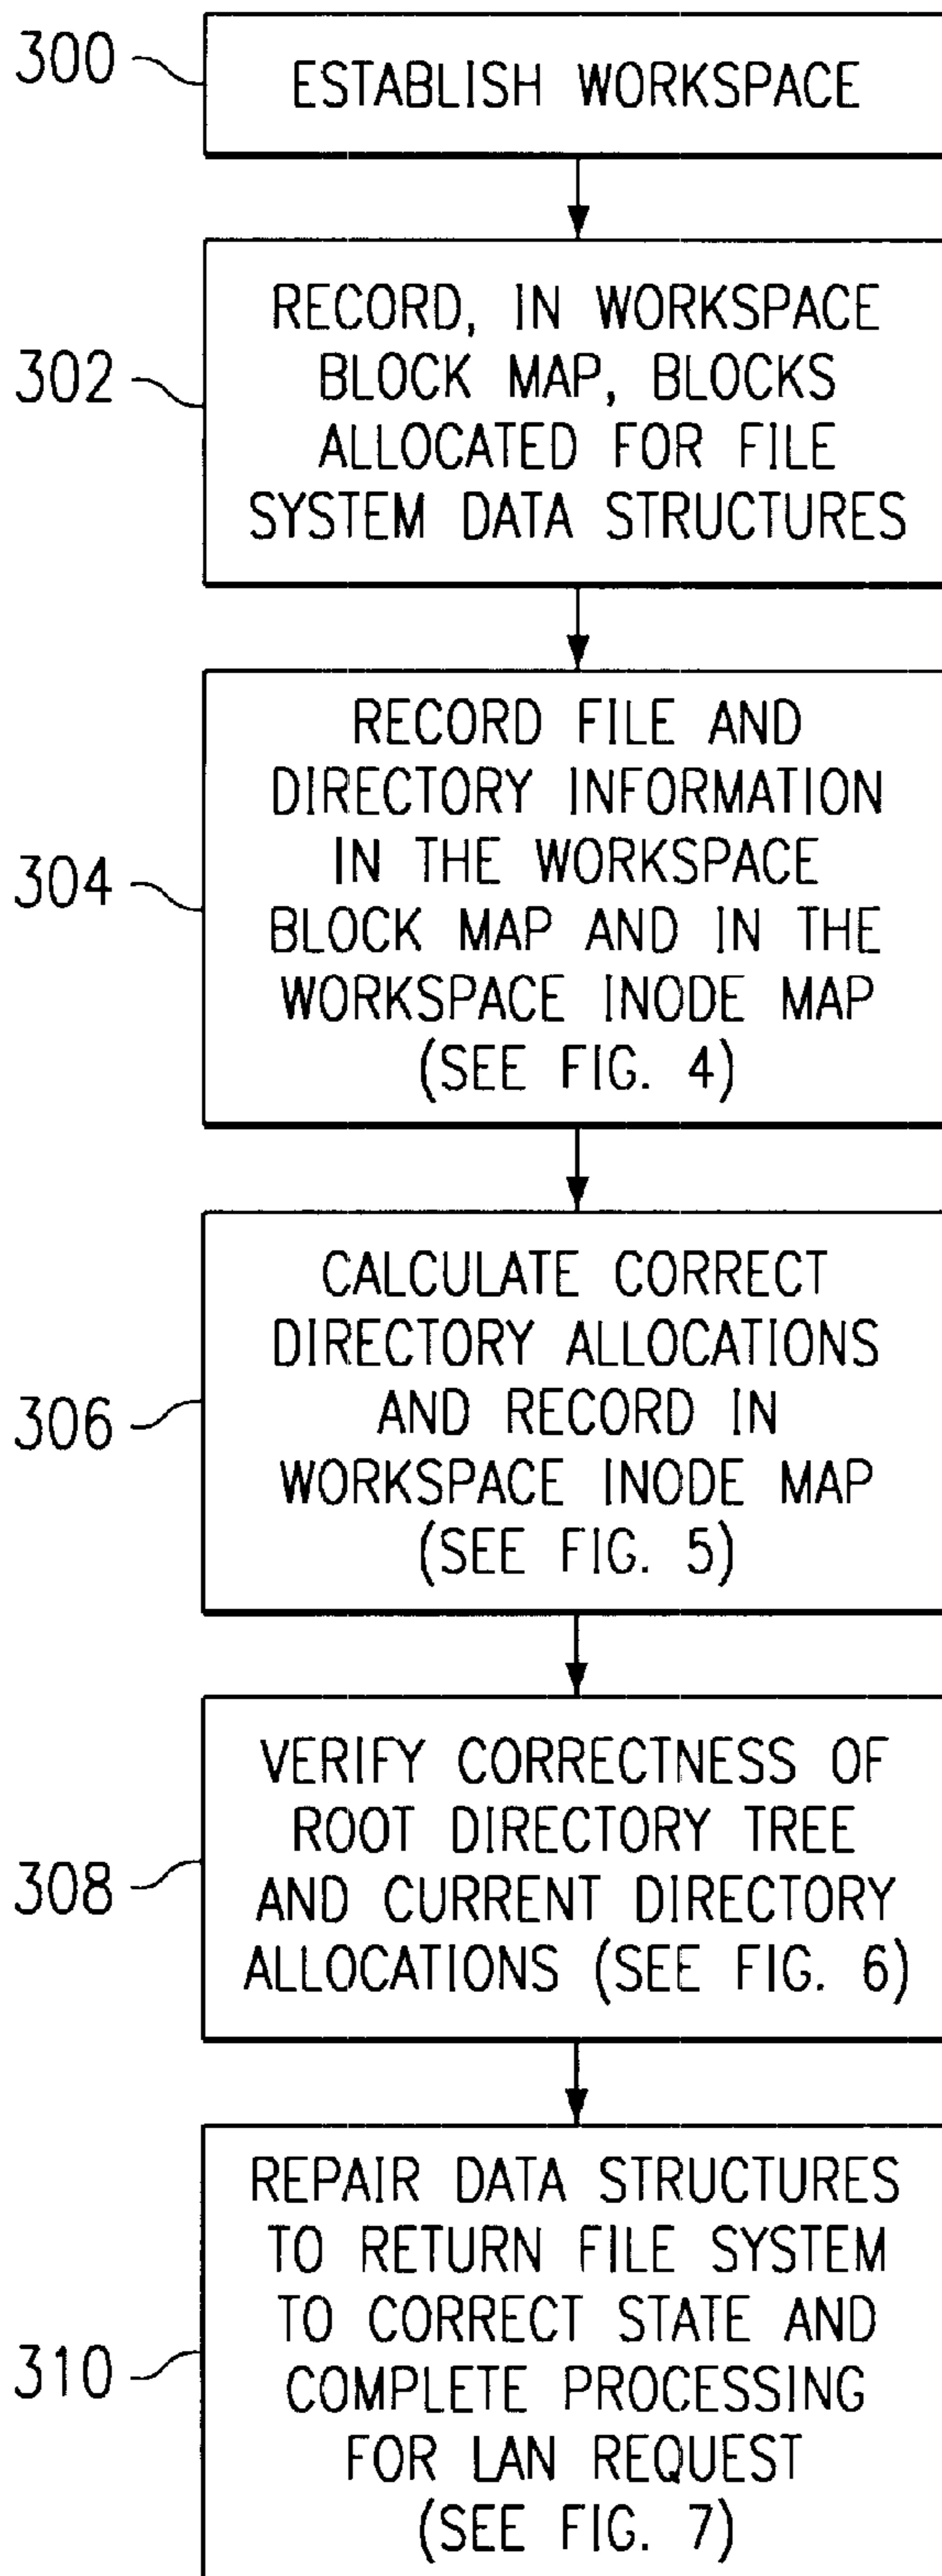 300
ESTABLISH WORKSPACE
302
RECORD, IN WORKSPACE
BLOCK MAP, BLOCKS
ALLOCATED FOR FILE
SYSTEM DATA STRUCTURES
304
RECORD FILE AND
DIRECTORY INFORMATION
IN THE WORKSPACE
BLOCK MAP AND IN THE
WORKSPACE INODE MAP
(SEE FIG. 4)
306
CALCULATE CORRECT
DIRECTORY ALLOCATIONS
AND RECORD IN
WORKSPACE INODE MAP
(SEE FIG. 5)
308
VERIFY CORRECTNESS OF
ROOT DIRECTORY TREE
AND CURRENT DIRECTORY
ALLOCATIONS (SEE FIG. 6)
310
REPAIR DATA STRUCTURES
TO RETURN FILE SYSTEM
TO CORRECT STATE AND
COMPLETE PROCESSING
FOR LAN REQUEST
(SEE FIG. 7)